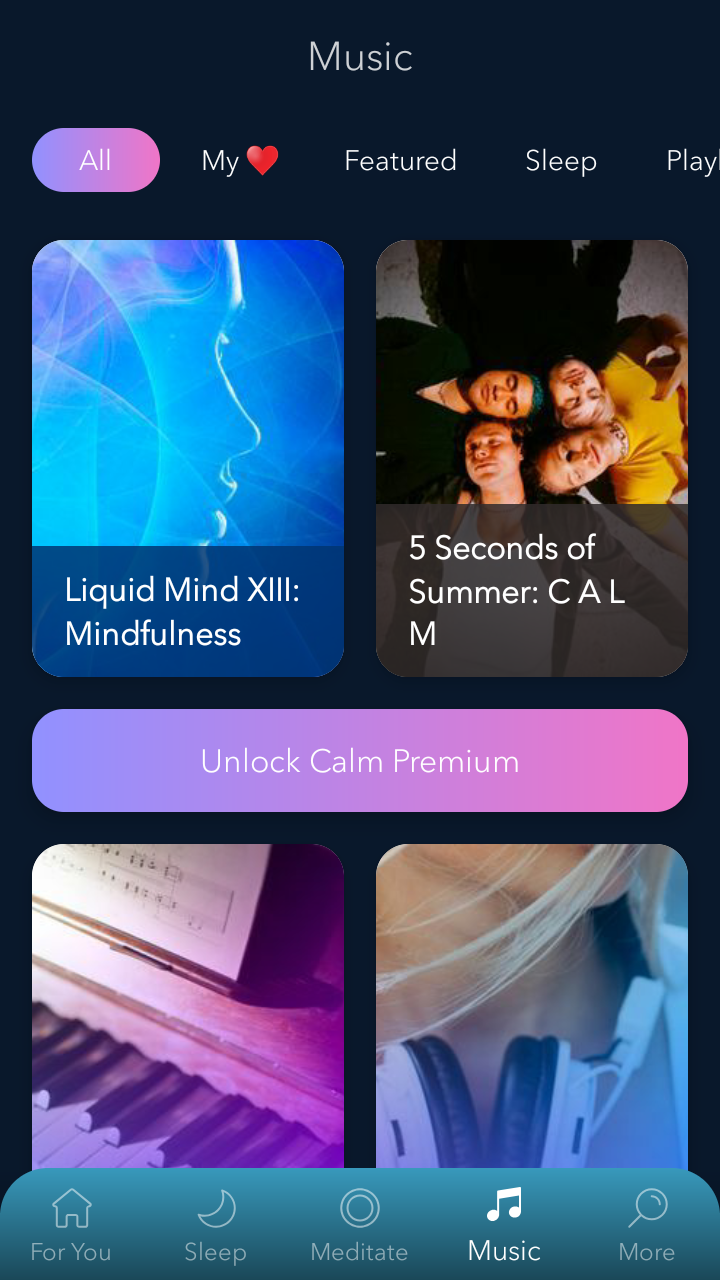 Music
All
My ❤️
Featured
Sleep
Liquid Mind XIII:
Mindfulness
5 Seconds of
Summer: C A L
M
Unlock Calm Premium
For You
Sleep
Meditate
Music
More